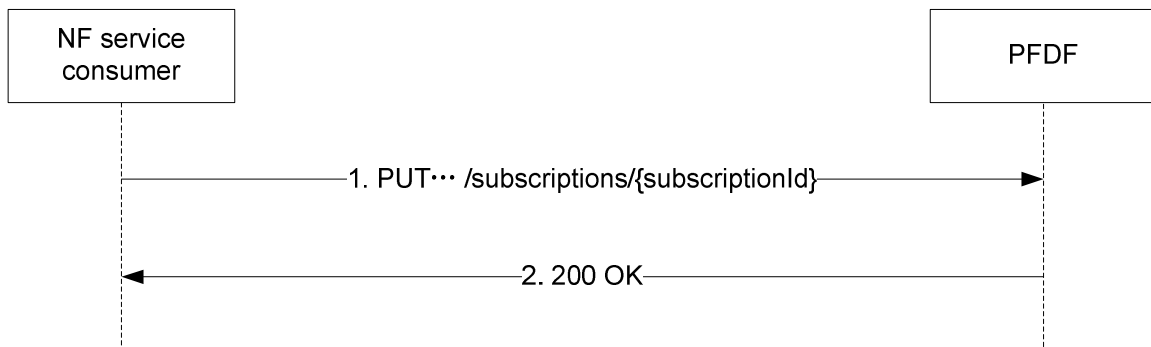 NF service
consumer
PFDF
1. PUT··· /subscriptions/{subscriptionId}
2. 200 OK